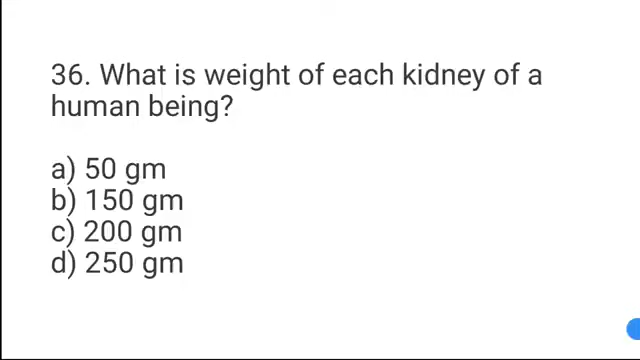 36. What is weight of each kidney of a
human being?
a) 50 gm
b) 150 gm
c) 200 gm
d) 250 gm